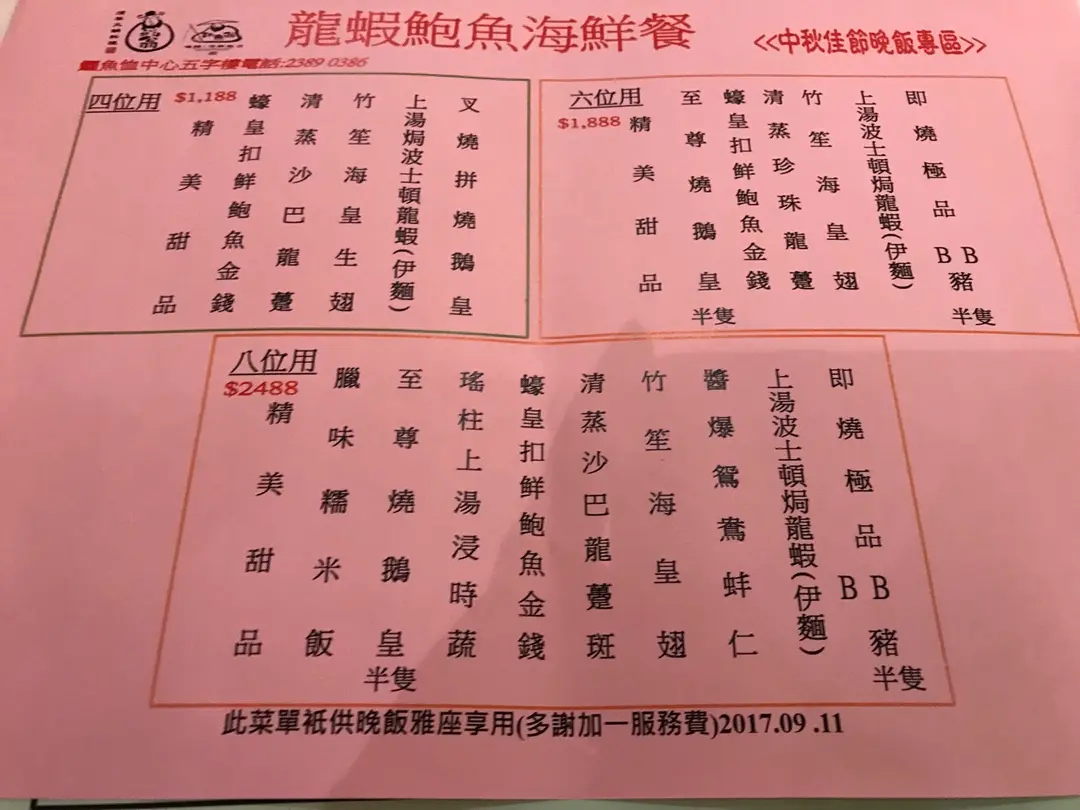 龍蝦鮑魚海鮮餐
<<中秋佳節晚飯專區>>
魚恤中心五字樓電話:2389 0386
四位用
$1,188
叉燒拼燒鵝皇
上湯焗波士頓龍蝦(伊麵)
竹笙海皇生翅
清蒸沙巴龍躉
蠔皇扣鮮鮑魚金錢
精美甜品
六位用
$1,888
即燒極品BB豬
半隻
上湯波士頓焗龍蝦(伊麵)
竹笙海皇翅
清蒸珍珠龍躉
蠔皇扣鮮鮑魚金錢
至尊燒鵝皇
半隻
精美甜品
八位用
$2488
即燒極品BB豬
半隻
上湯波士頓焗龍蝦(伊麵)
醬爆鴛鴦蚌仁
竹笙海皇翅
清蒸沙巴龍躉斑
蠔皇扣鮮鮑魚金錢
瑤柱上湯浸時蔬
至尊燒鵝皇
半隻
臘味糯米飯
精美甜品
此菜單衹供晚飯雅座享用(多謝加一服務費)2017.09 .11